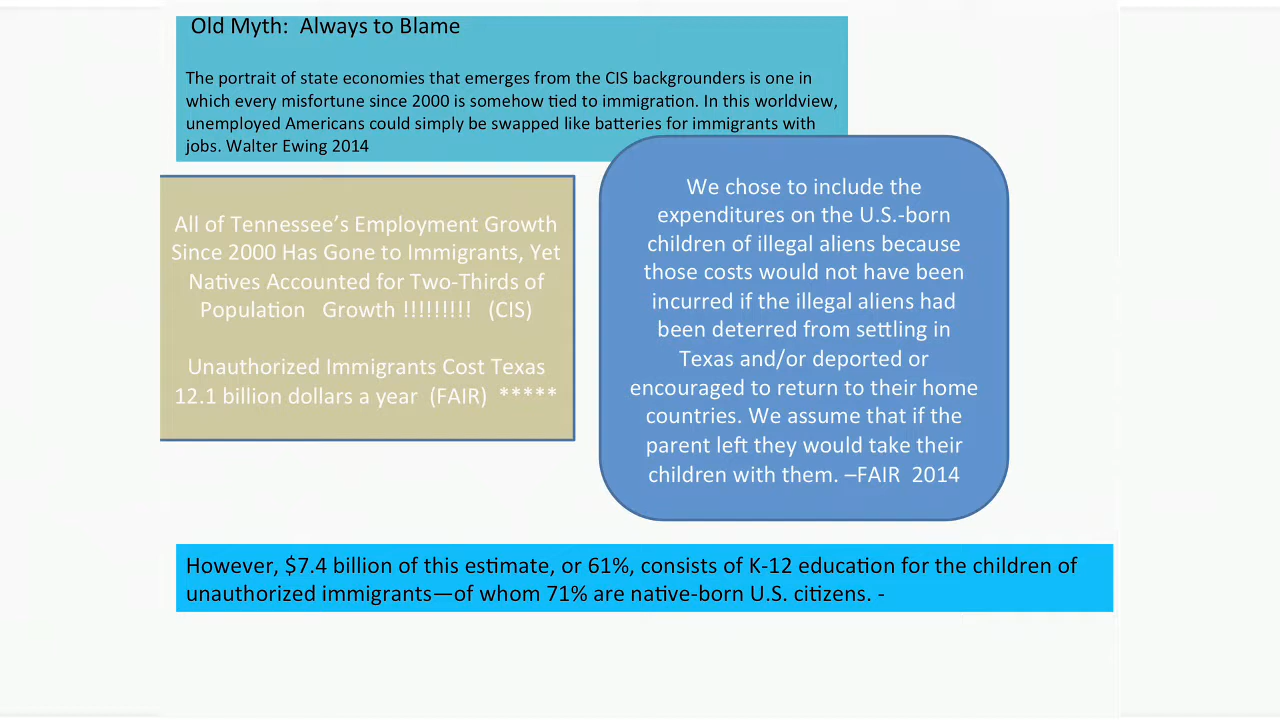 Old Myth: Always to Blame
The portrait of state economies that emerges from the CIS backgrounders is one in
which every misfortune since 2000 is somehow tied to immigration. In this worldview,
unemployed Americans could simply be swapped like batteries for immigrants with
jobs. Walter Ewing 2014
All of Tennessee’s Employment Growth
Since 2000 Has Gone to Immigrants, Yet
Natives Accounted for Two-Thirds of
Population Growth !!!!!!!!! (CIS)
Unauthorized Immigrants Cost Texas
12.1 billion dollars a year (FAIR) *****
We chose to include the
expenditures on the U.S.-born
children of illegal aliens because
those costs would not have been
incurred if the illegal aliens had
been deterred from settling in
Texas and/or deported or
encouraged to return to their home
countries. We assume that if the
parent left they would take their
children with them. –FAIR 2014
However, $7.4 billion of this estimate, or 61%, consists of K-12 education for the children of
unauthorized immigrants—of whom 71% are native-born U.S. citizens. -